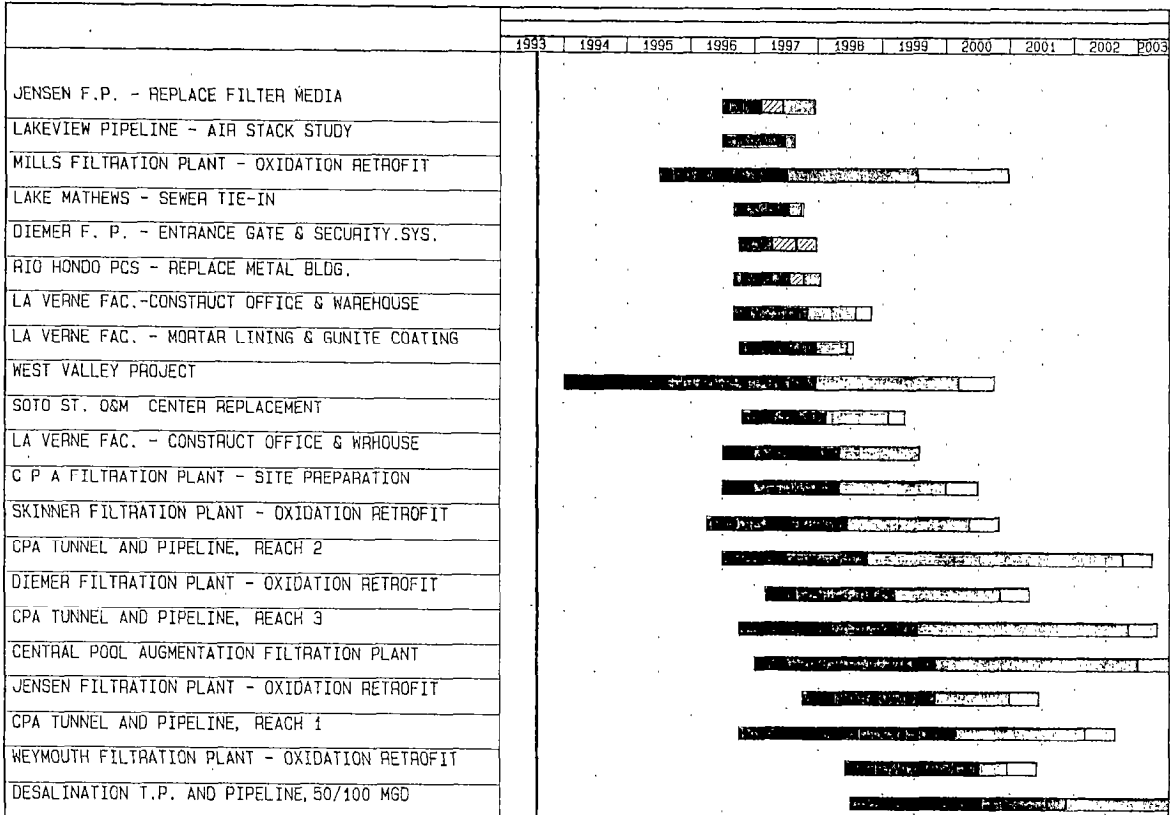 1993 1994 1995 1996 1997 1998 1999 2000 2001 2002 2003
JENSEN F.P. - REPLACE FILTER MEDIA
LAKEVIEW PIPELINE - AIR STACK STUDY
MILLS FILTRATION PLANT - OXIDATION RETROFIT
LAKE MATHEWS - SEWER TIE-IN
DIEMER F. P. - ENTRANCE GATE & SECURITY.SYS.
RIO HONDO PCS - REPLACE METAL BLDG.
LA VERNE FAC.-CONSTRUCT OFFICE & WAREHOUSE
LA VERNE FAC. - MORTAR LINING & GUNITE COATING
WEST VALLEY PROJECT
SOTO ST. O&M CENTER REPLACEMENT
LA VERNE FAC. - CONSTRUCT OFFICE & WRHOUSE
C P A FILTRATION PLANT - SITE PREPARATION
SKINNER FILTRATION PLANT - OXIDATION RETROFIT
CPA TUNNEL AND PIPELINE, REACH 2
DIEMER FILTRATION PLANT - OXIDATION RETROFIT
CPA TUNNEL AND PIPELINE, REACH 3
CENTRAL POOL AUGMENTATION FILTRATION PLANT
JENSEN FILTRATION PLANT - OXIDATION RETROFIT
CPA TUNNEL AND PIPELINE, REACH 1
WEYMOUTH FILTRATION PLANT - OXIDATION RETROFIT
DESALINATION T.P. AND PIPELINE, 50/100 MGD